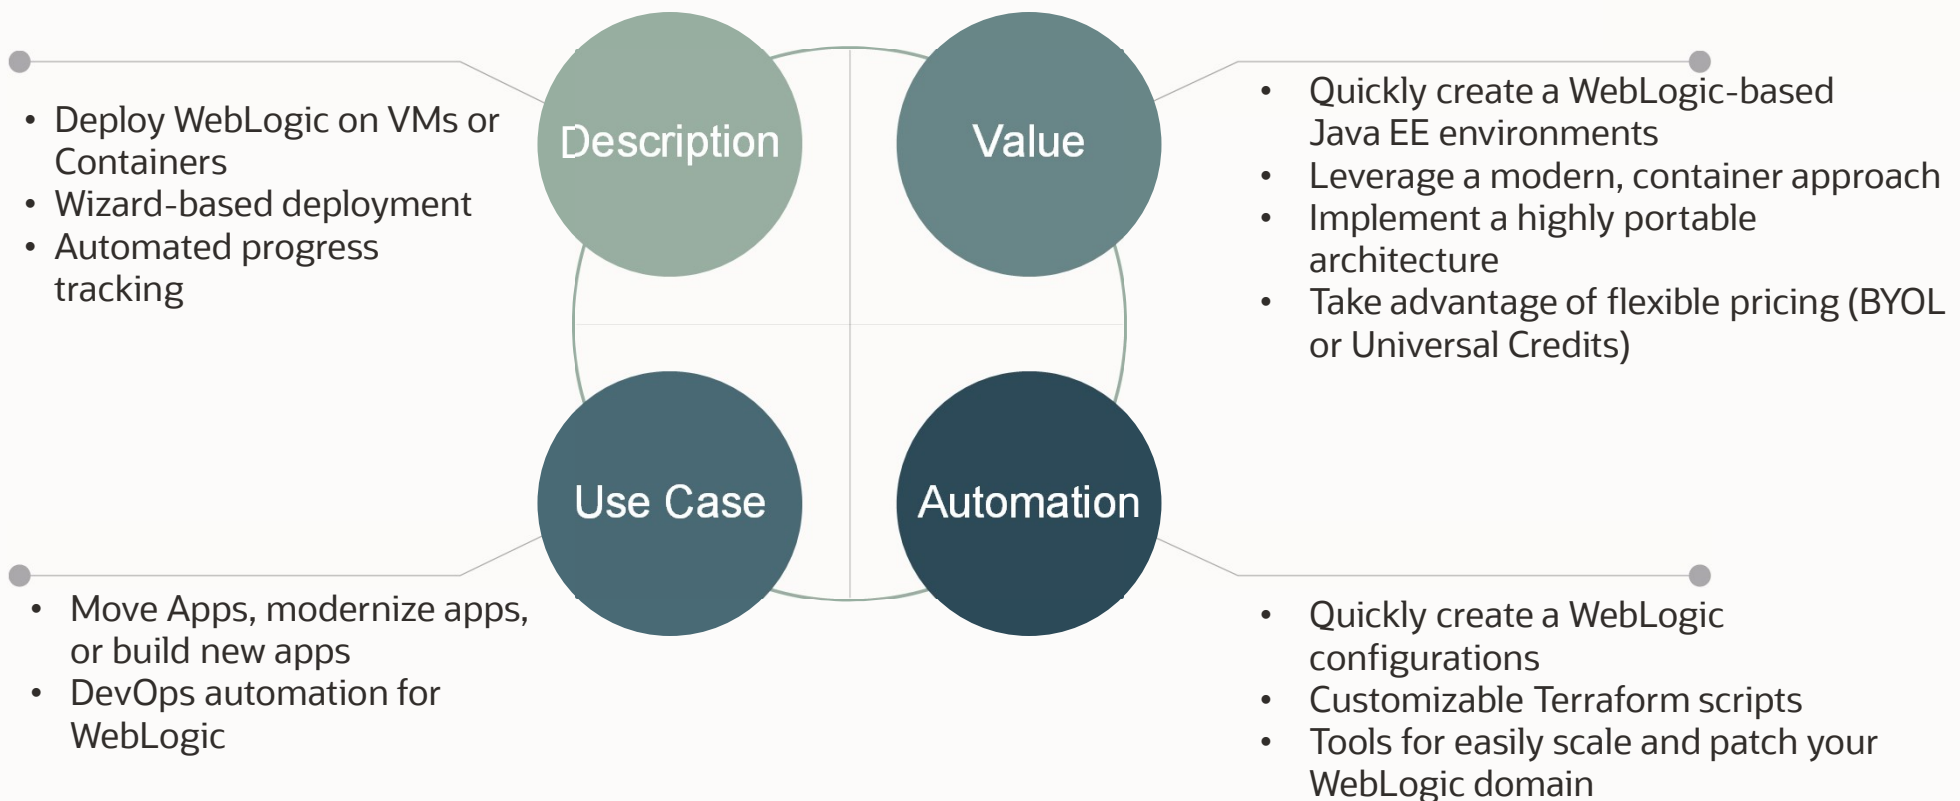 Description
• Deploy WebLogic on VMs or
Containers
• Wizard-based deployment
• Automated progress
tracking
Value
• Quickly create a WebLogic-based
Java EE environments
• Leverage a modern, container approach
• Implement a highly portable
architecture
• Take advantage of flexible pricing (BYOL
or Universal Credits)
Use Case
• Move Apps, modernize apps,
or build new apps
• DevOps automation for
WebLogic
Automation
• Quickly create a WebLogic
configurations
• Customizable Terraform scripts
• Tools for easily scale and patch your
WebLogic domain